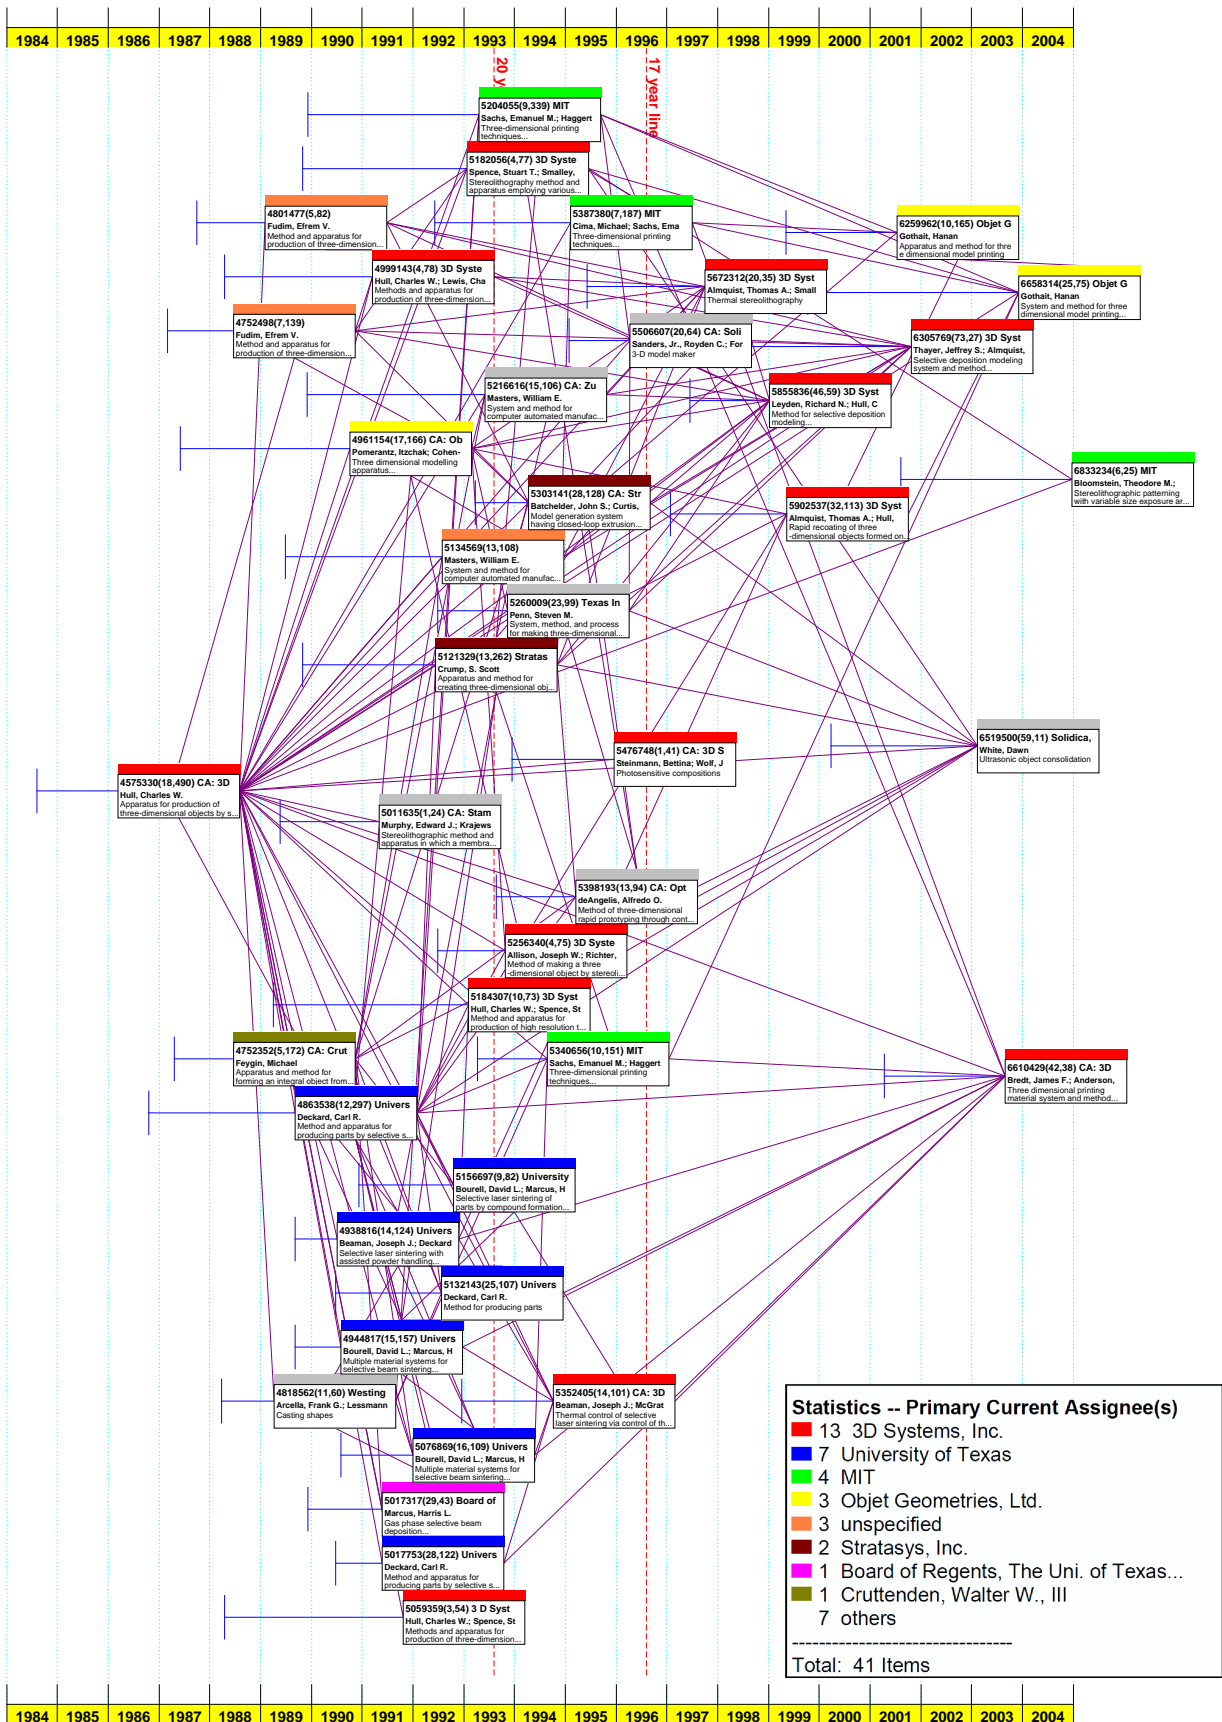 1984 1985 1986 1987 1988 1989 1990 1991 1992 1993 1994 1995 1996 1997 1998 1999 2000 2001 2002 2003 2004
20 y
17 year line
5204055(9,339) MIT
Sachs, Emanuel M.; Haggert
Three-dimensional printing
techniques...
5182056(4,77) 3D Syste
Spence, Stuart T.; Smalley,
Stereolithography method and
apparatus employing various...
4801477(5,82)
Fudim, Efrem V.
Method and apparatus for
production of three-dimension...
5387380(7,187) MIT
Cima, Michael; Sachs, Ema
Three-dimensional printing
techniques...
6259962(10,165) Objet G
Gothait, Hanan
Apparatus and method for thre
e dimensional model printing
4999143(4,78) 3D Syste
Hull, Charles W.; Lewis, Cha
Methods and apparatus for
production of three-dimension...
5672312(20,35) 3D Syst
Almquist, Thomas A.; Small
Thermal stereolithography
6658314(25,75) Objet G
Gothait, Hanan
System and method for three
dimensional model printing...
4752498(7,139)
Fudim, Efrem V.
Method and apparatus for
production of three-dimension...
5506607(20,64) CA: Soli
Sanders, Jr., Royden C.; For
3-D model maker
6305769(73,27) 3D Syst
Thayer, Jeffrey S.; Almquist,
Selective deposition modeling
system and method...
5216616(15,106) CA: Zu
Masters, William E.
System and method for
computer automated manufac...
5855836(46,59) 3D Syst
Leyden, Richard N.; Hull, C
Method for selective deposition
modeling...
4961154(17,166) CA: Ob
Pomerantz, Itzchak; Cohen-
Three dimensional modelling
apparatus...
6833234(6,25) MIT
Bloomstein, Theodore M.;
Stereolithographic patterning
with variable size exposure ar...
5303141(28,128) CA: Str
Batchelder, John S.; Curtis,
Model generation system
having closed-loop extrusion...
5902537(32,113) 3D Syst
Almquist, Thomas A.; Hull,
Rapid recoating of three
-dimensional objects formed on...
5134569(13,108)
Masters, William E.
System and method for
computer automated manufac...
5260009(23,99) Texas In
Penn, Steven M.
System, method, and process
for making three-dimensional...
5121329(13,262) Stratas
Crump, S. Scott
Apparatus and method for
creating three-dimensional obj...
6519500(59,11) Solidica,
White, Dawn
Ultrasonic object consolidation
5476748(1,41) CA: 3D S
Steinmann, Bettina; Wolf, J
Photosensitive compositions
4575330(18,490) CA: 3D
Hull, Charles W.
Apparatus for production of
three-dimensional objects by s...
5011635(1,24) CA: Stam
Murphy, Edward J.; Krajews
Stereolithographic method and
apparatus in which a membra...
5398193(13,94) CA: Opt
deAngelis, Alfredo O.
Method of three-dimensional
rapid prototyping through cont...
5256340(4,75) 3D Syste
Allison, Joseph W.; Richter,
Method of making a three
-dimensional object by stereoli...
5184307(10,73) 3D Syst
Hull, Charles W.; Spence, St
Method and apparatus for
production of high resolution t...
4752352(5,172) CA: Crut
Feygin, Michael
Apparatus and method for
forming an integral object from...
5340656(10,151) MIT
Sachs, Emanuel M.; Haggert
Three-dimensional printing
techniques...
6610429(42,38) CA: 3D
Bredt, James F.; Anderson,
Three dimensional printing
material system and method...
4863538(12,297) Univers
Deckard, Carl R.
Method and apparatus for
producing parts by selective s...
5156697(9,82) University
Bourell, David L.; Marcus, H
Selective laser sintering of
parts by compound formation...
4938816(14,124) Univers
Beaman, Joseph J.; Deckard
Selective laser sintering with
assisted powder handling...
5132143(25,107) Univers
Deckard, Carl R.
Method for producing parts
4944817(15,157) Univers
Bourell, David L.; Marcus, H
Multiple material systems for
selective beam sintering...
4818562(11,60) Westing
Arcella, Frank G.; Lessmann
Casting shapes
5352405(14,101) CA: 3D
Beaman, Joseph J.; McGrat
Thermal control of selective
laser sintering via control of th...
5076869(16,109) Univers
Bourell, David L.; Marcus, H
Multiple material systems for
selective beam sintering...
5017317(29,43) Board of
Marcus, Harris L.
Gas phase selective beam
deposition...
5017753(28,122) Univers
Deckard, Carl R.
Method and apparatus for
producing parts by selective s...
5059359(3,54) 3 D Syst
Hull, Charles W.; Spence, St
Methods and apparatus for
production of three-dimension...
Statistics -- Primary Current Assignee(s)
13 3D Systems, Inc.
7 University of Texas
4 MIT
3 Objet Geometries, Ltd.
3 unspecified
2 Stratasys, Inc.
1 Board of Regents, The Uni. of Texas...
1 Cruttenden, Walter W., III
7 others
---------------------------------
Total: 41 Items
1984 1985 1986 1987 1988 1989 1990 1991 1992 1993 1994 1995 1996 1997 1998 1999 2000 2001 2002 2003 2004